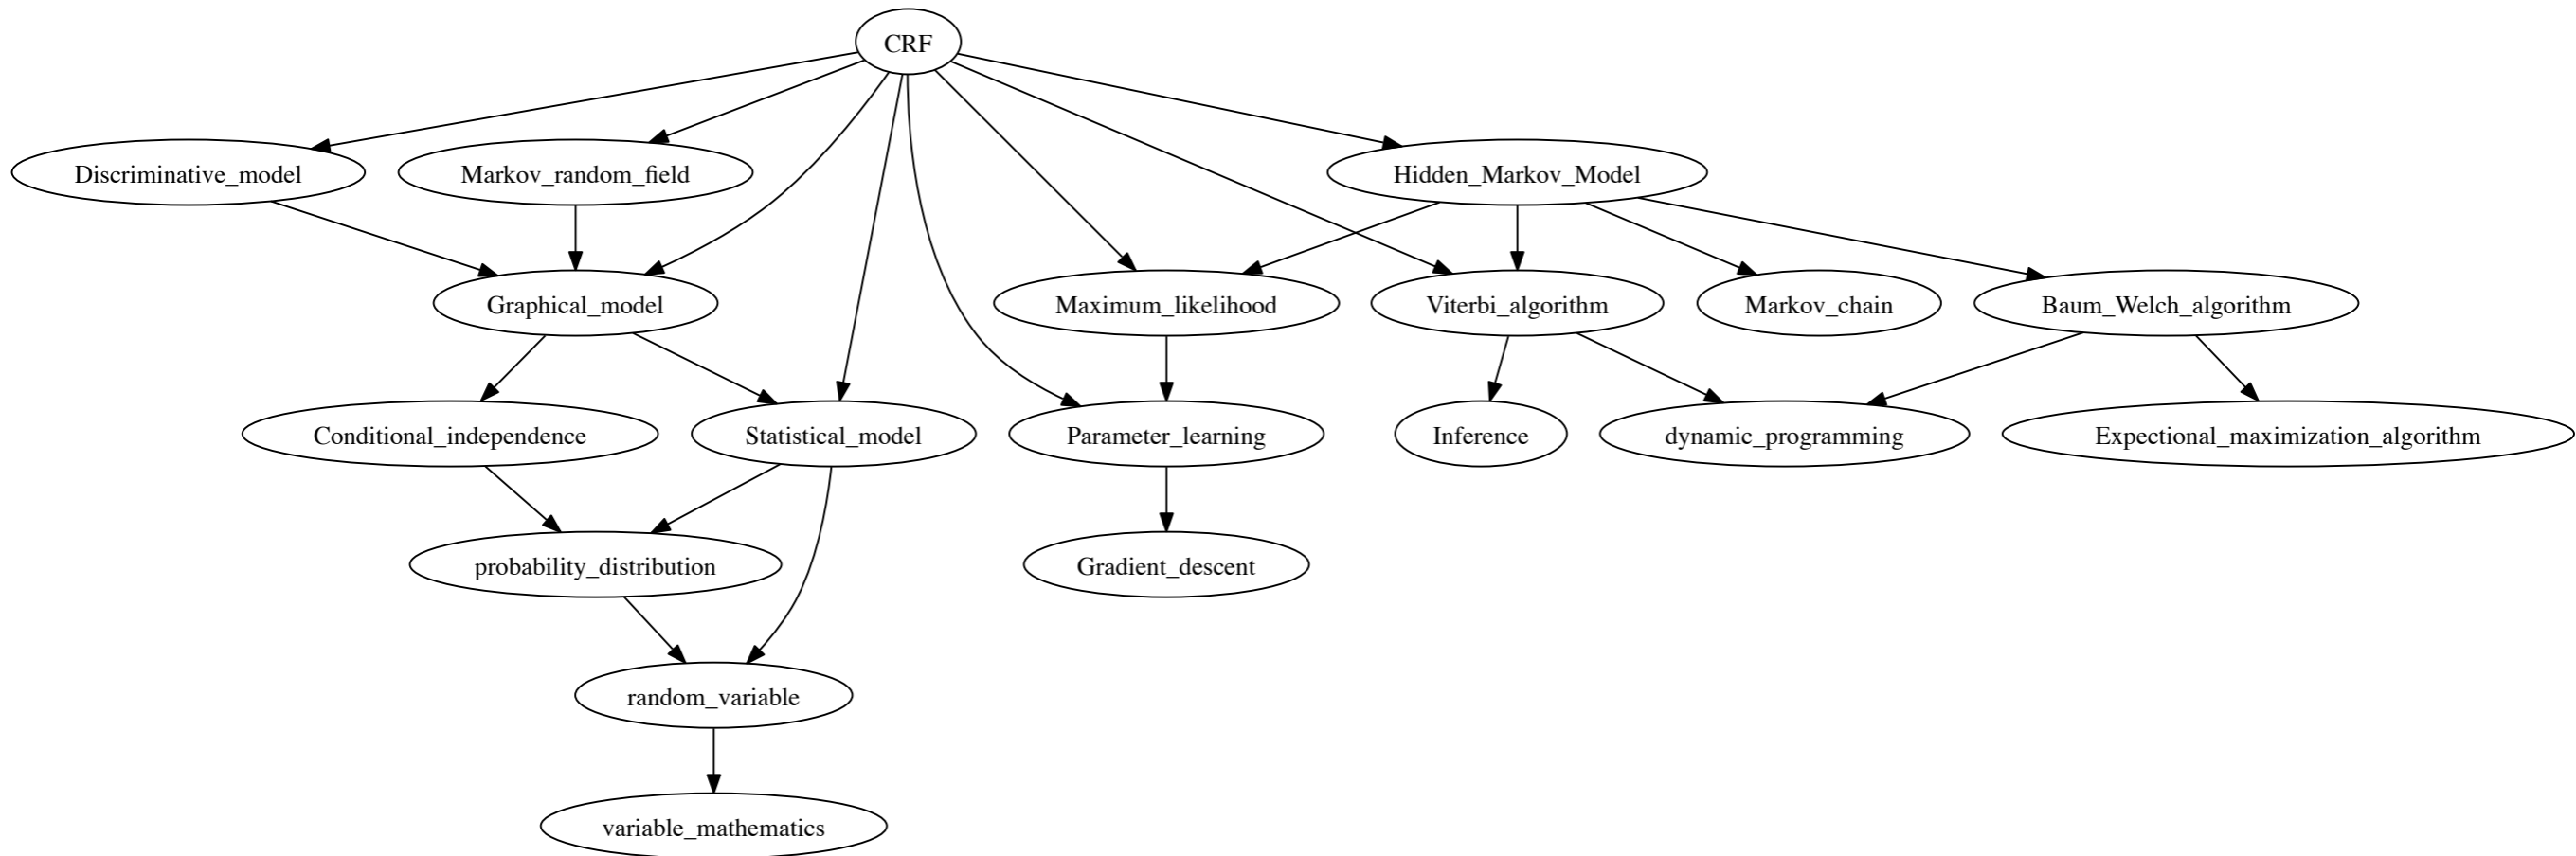 CRF
Discriminative_model
Markov_random_field
Hidden_Markov_Model
Graphical_model
Maximum_likelihood
Viterbi_algorithm
Markov_chain
Baum_Welch_algorithm
Conditional_independence
Statistical_model
Parameter_learning
Inference
dynamic_programming
Expectional_maximization_algorithm
probability_distribution
Gradient_descent
random_variable
variable_mathematics